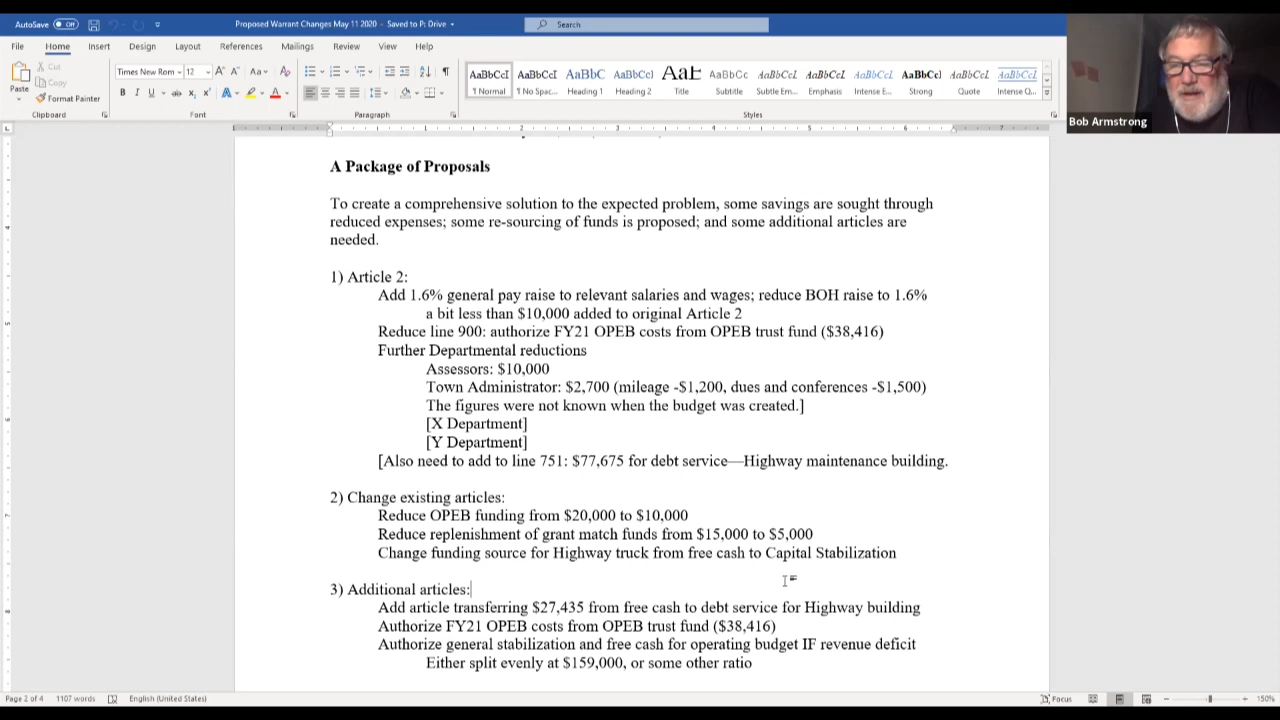 AutoSave Off Proposed Warrant Changes May 11 2020 - Saved to P: Drive Search
File Home Insert Design Layout References Mailings Review View Help
Cut
Copy
Paste
Format Painter
Times New Rom 12
AaBbCcI AaBbCcI AaBbC AaBbCcI AaB AaBbCc AaBbCcL AaBbCcL AaBbCcL AaBbCcI AaBbCcL AaBbCcL
¶ Normal ¶ No Spac... Heading 1 Heading 2 Title Subtitle Subtle Em... Emphasis Intense E... Strong Quote Intense Q...
Clipboard Font Paragraph Styles
Bob Armstrong
A Package of Proposals
To create a comprehensive solution to the expected problem, some savings are sought through
reduced expenses; some re-sourcing of funds is proposed; and some additional articles are
needed.
1) Article 2:
Add 1.6% general pay raise to relevant salaries and wages; reduce BOH raise to 1.6%
a bit less than $10,000 added to original Article 2
Reduce line 900: authorize FY21 OPEB costs from OPEB trust fund ($38,416)
Further Departmental reductions
Assessors: $10,000
Town Administrator: $2,700 (mileage -$1,200, dues and conferences -$1,500)
The figures were not known when the budget was created.]
[X Department]
[Y Department]
[Also need to add to line 751: $77,675 for debt service—Highway maintenance building.
2) Change existing articles:
Reduce OPEB funding from $20,000 to $10,000
Reduce replenishment of grant match funds from $15,000 to $5,000
Change funding source for Highway truck from free cash to Capital Stabilization
3) Additional articles:
Add article transferring $27,435 from free cash to debt service for Highway building
Authorize FY21 OPEB costs from OPEB trust fund ($38,416)
Authorize general stabilization and free cash for operating budget IF revenue deficit
Either split evenly at $159,000, or some other ratio
Page 2 of 4 1107 words English (United States) Focus 150%